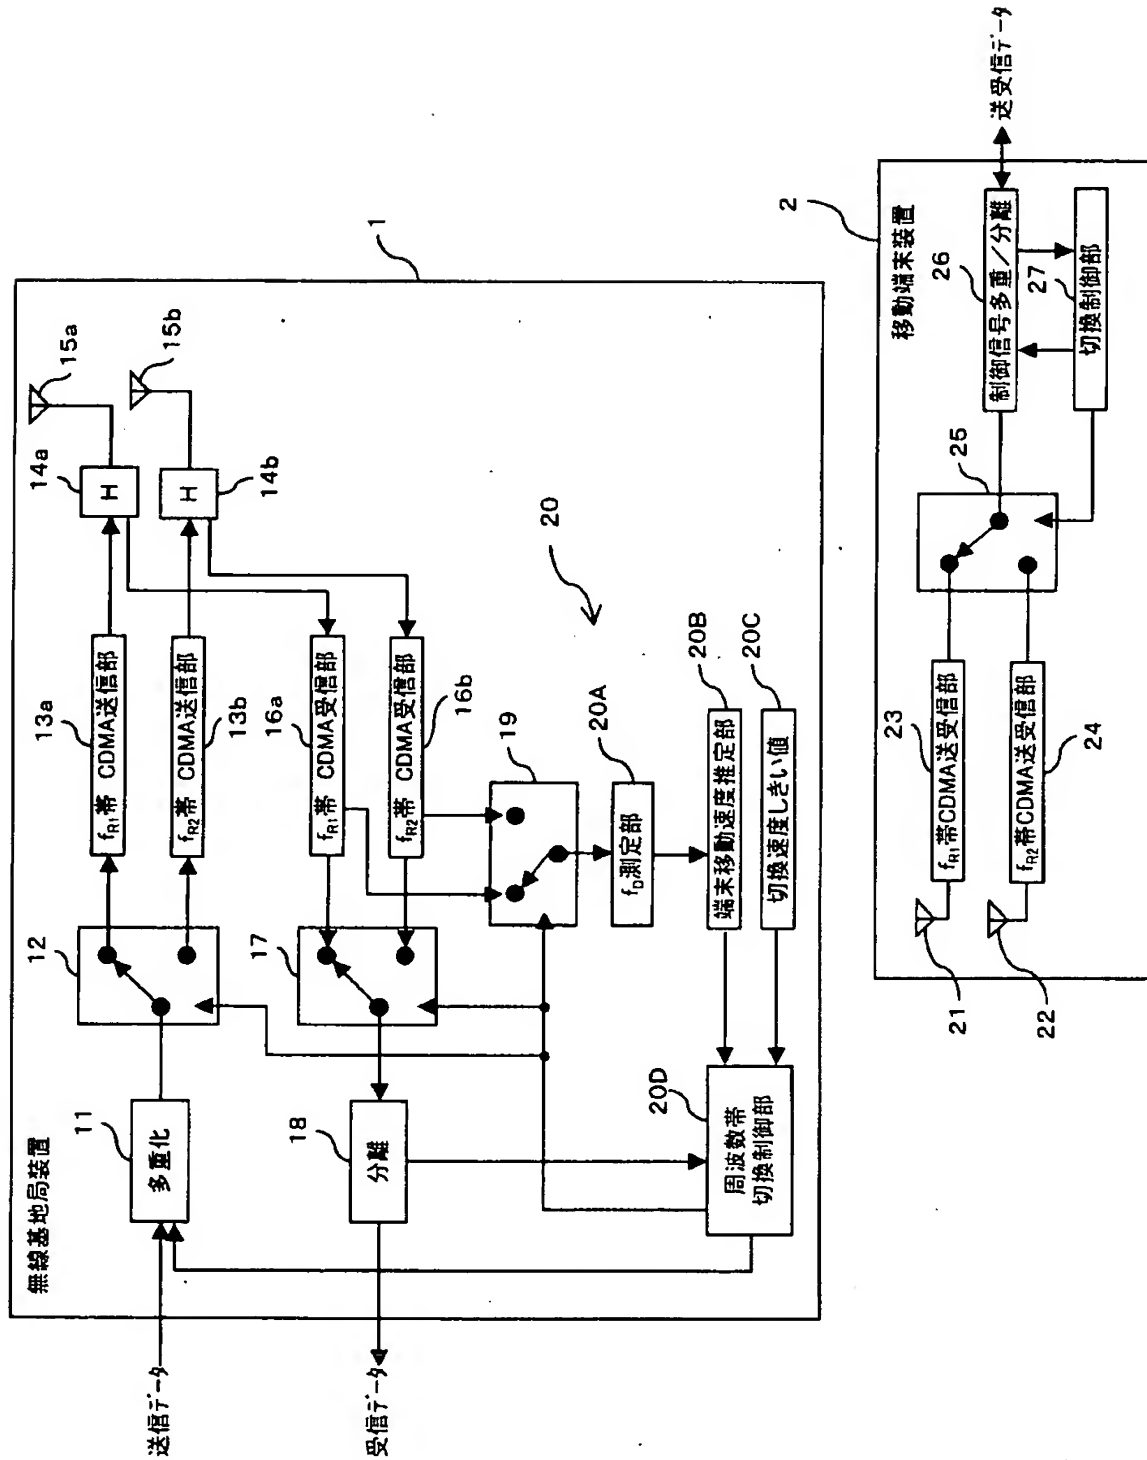 無線基地局装置
1
送信データ
多重化
11
12
f_R1帯 CDMA送信部
13a
f_R2帯 CDMA送信部
13b
H
14a
H
14b
15a
15b
受信データ
分離
18
17
f_R1帯 CDMA受信部
16a
f_R2帯 CDMA受信部
16b
19
20
f_D測定部
20A
端末移動速度推定部
20B
切換速度しきい値
20C
周波数帯
切換制御部
20D
移動端末装置
2
21
22
f_R1帯CDMA送受信部
23
f_R2帯CDMA送受信部
24
25
制御信号多重/分離
26
切換制御部
27
送受信データ